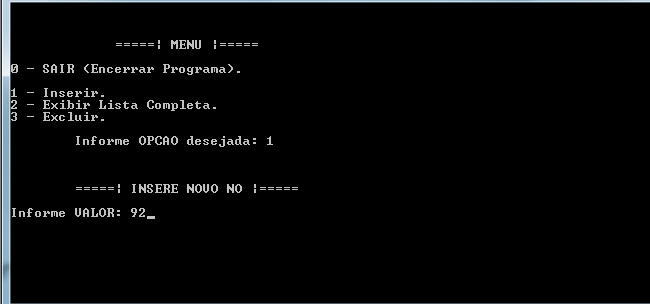 =====¦ MENU ¦=====
0 - SAIR (Encerrar Programa).
1 - Inserir.
2 - Exibir Lista Completa.
3 - Excluir.
Informe OPCAO desejada: 1
=====¦ INSERE NOVO NO ¦=====
Informe VALOR: 92_